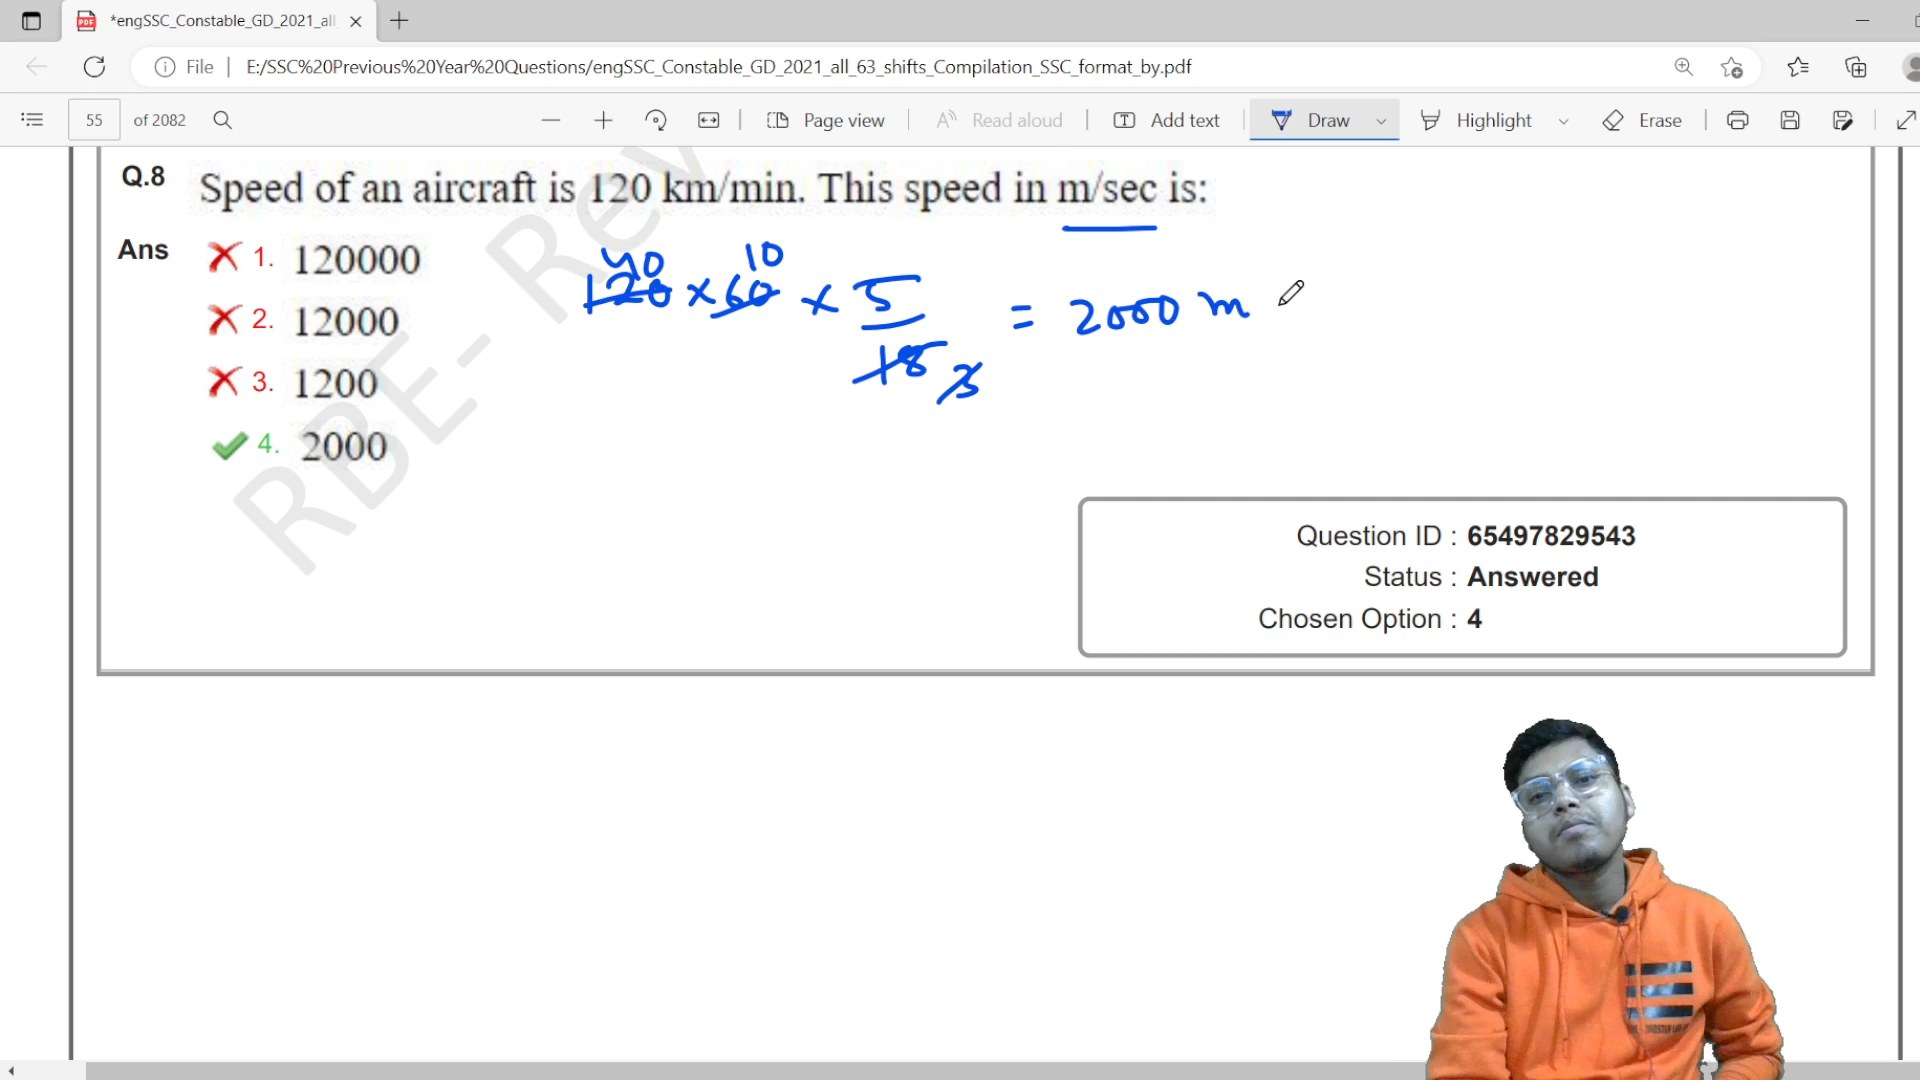 *engSSC_Constable_GD_2021_all
File | E:/SSC%20Previous%20Year%20Questions/engSSC_Constable_GD_2021_all_63_shifts_Compilation_SSC_format_by.pdf
55 of 2082 Page view Read aloud Add text Draw Highlight Erase
Q.8 Speed of an aircraft is 120 km/min. This speed in m/sec is:
Ans 1. 120000
40 10
120 × 60 × 5
= 2000 m
18 3
2. 12000
3. 1200
4. 2000
RBE- Rev
Question ID : 65497829543
Status : Answered
Chosen Option : 4